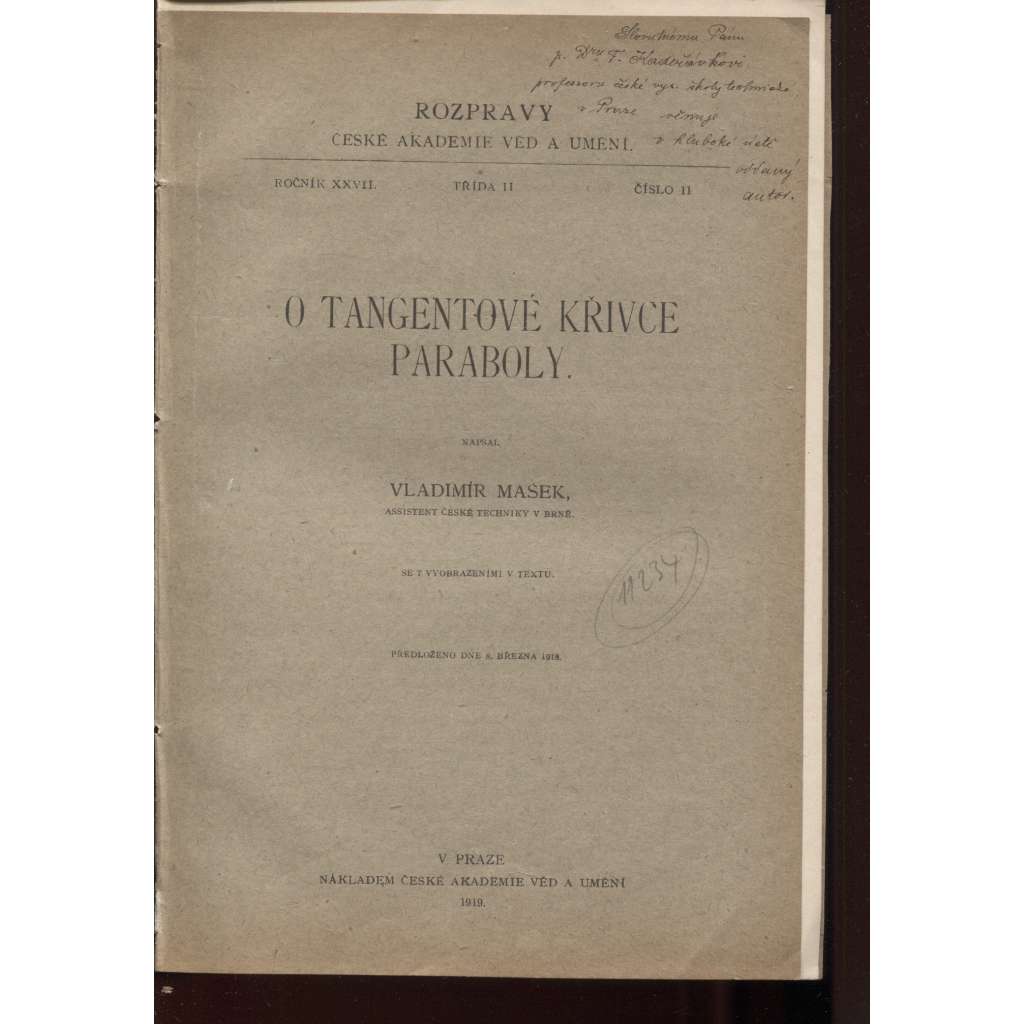 Slovutnému Pánu
p. Dru F. Kadeřávkovi
professoru české vys. školy technické
v Praze věnuje
v hluboké úctě
oddaný
autor.
ROZPRAVY
ČESKÉ AKADEMIE VĚD A UMĚNÍ.
ROČNÍK XXVII. TŘÍDA II ČÍSLO 11
O TANGENTOVÉ KŘIVCE
PARABOLY.
NAPSAL
VLADIMÍR MAŠEK,
ASSISTENT ČESKÉ TECHNIKY V BRNĚ.
SE 7 VYOBRAZENÍMI V TEXTU.
PŘEDLOŽENO DNE 8. BŘEZNA 1918.
11234
V PRAZE
NÁKLADEM ČESKÉ AKADEMIE VĚD A UMĚNÍ
1919.